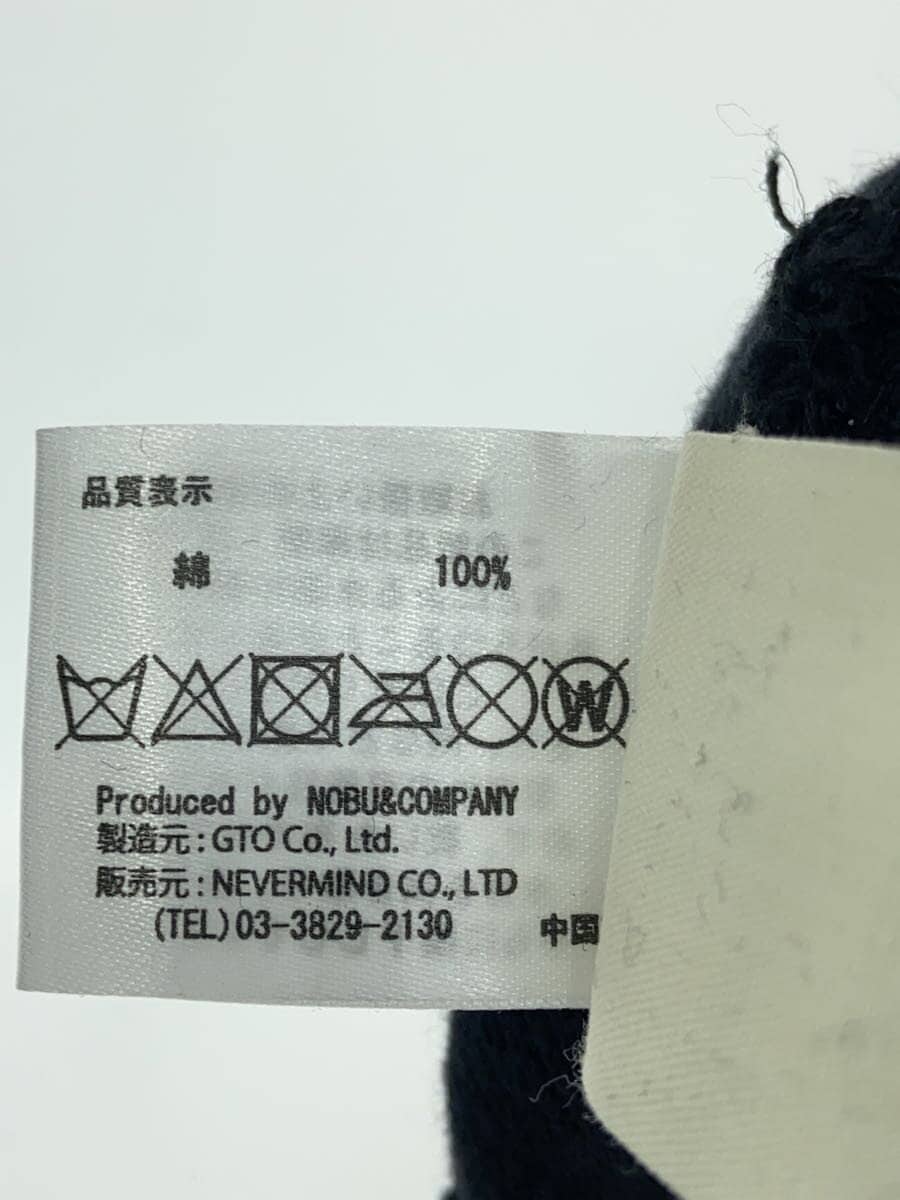 品質表示
綿 100%
W
Produced by NOBU&COMPANY
製造元:GTO Co., Ltd.
販売元:NEVERMIND CO., LTD
(TEL)03-3829-2130 中国